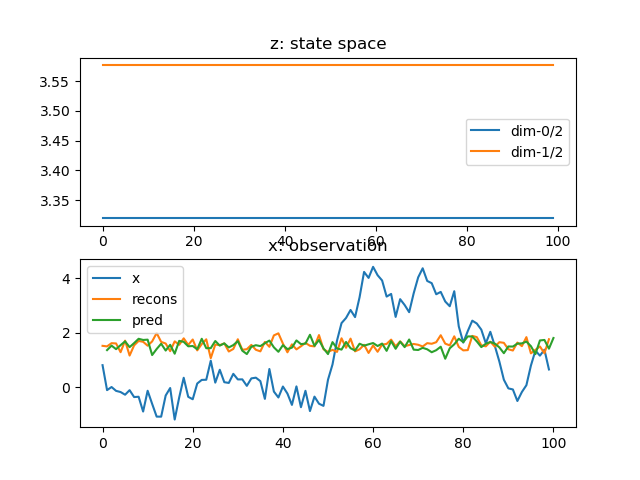 z: state space
3.55
3.50
3.45
3.40
3.35
dim-0/2
dim-1/2
0 20 40 60 80 100
x: observation
4
2
0
x
recons
pred
0 20 40 60 80 100